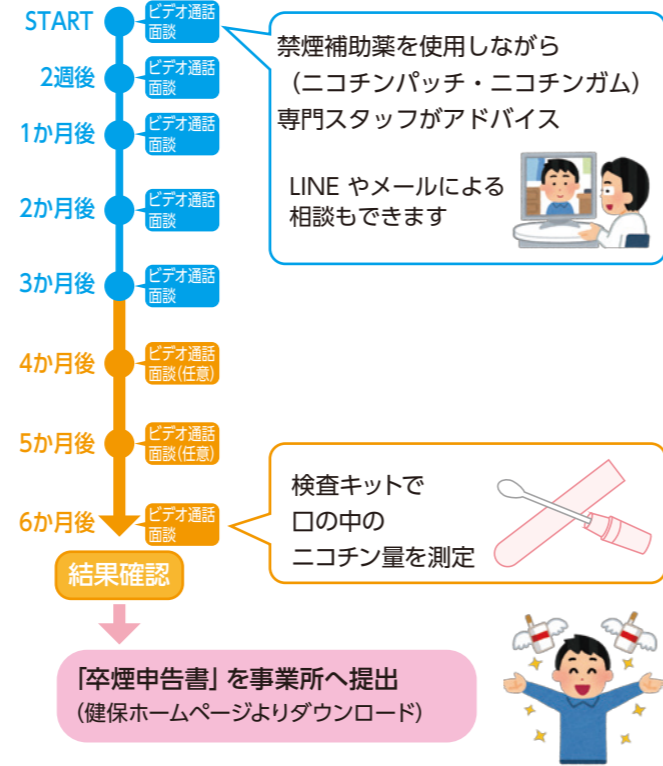 START
ビデオ通話
面談
2週後
ビデオ通話
面談
1か月後
ビデオ通話
面談
2か月後
ビデオ通話
面談
3か月後
ビデオ通話
面談
4か月後
ビデオ通話
面談(任意)
5か月後
ビデオ通話
面談(任意)
6か月後
ビデオ通話
面談
禁煙補助薬を使用しながら
（ニコチンパッチ・ニコチンガム）
専門スタッフがアドバイス
LINE やメールによる
相談もできます
検査キットで
口の中の
ニコチン量を測定
結果確認
「卒煙申告書」を事業所へ提出
（健保ホームページよりダウンロード）